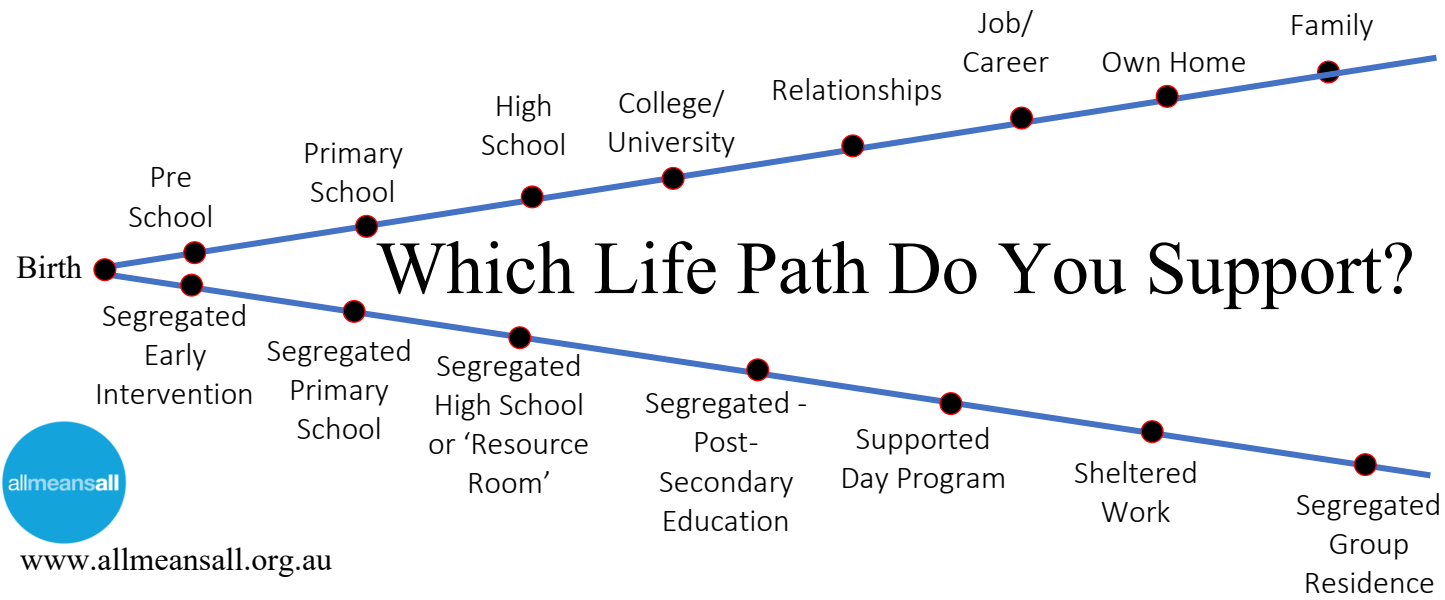 Birth
Pre
School
Primary
School
High
School
College/
University
Relationships
Job/
Career
Own Home
Family
Which Life Path Do You Support?
Segregated
Early
Intervention
Segregated
Primary
School
Segregated
High School
or ‘Resource
Room’
Segregated -
Post-
Secondary
Education
Supported
Day Program
Sheltered
Work
Segregated
Group
Residence
allmeansall
www.allmeansall.org.au